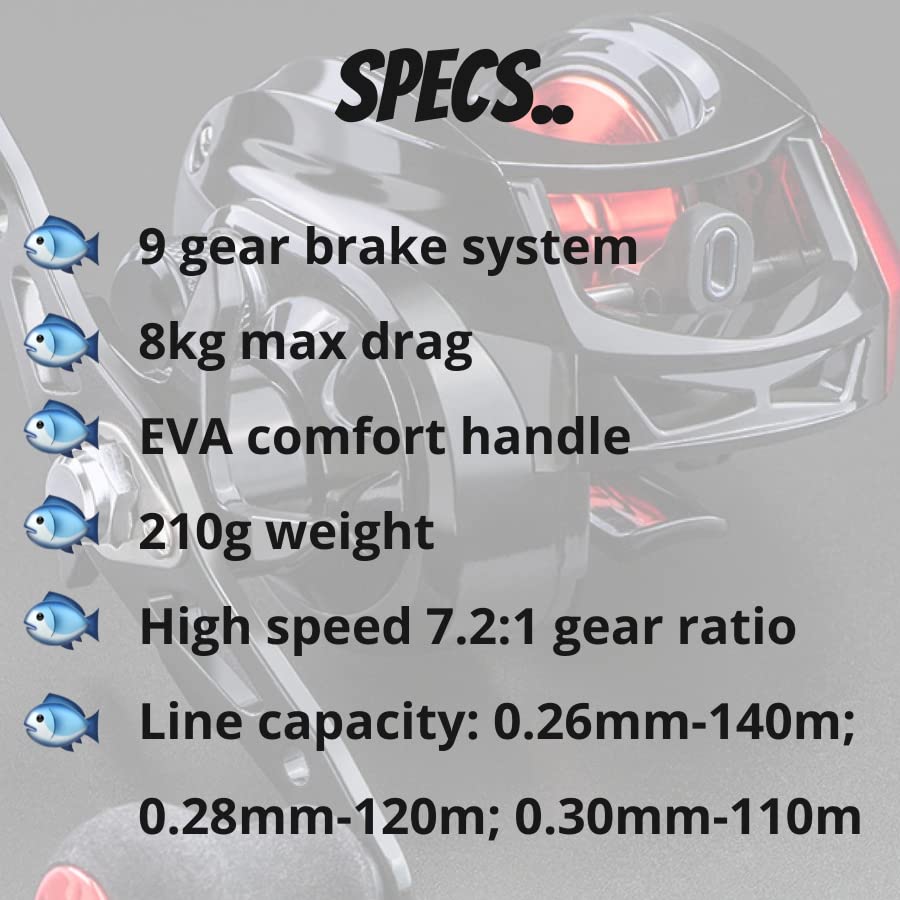 SPECS..
9 gear brake system
8kg max drag
EVA comfort handle
210g weight
High speed 7.2:1 gear ratio
Line capacity: 0.26mm-140m;
0.28mm-120m; 0.30mm-110m